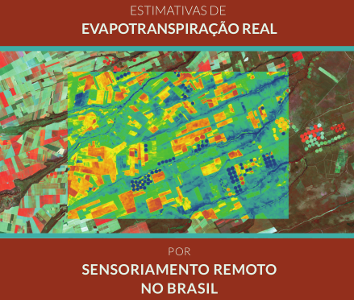 ESTIMATIVAS DE
EVAPOTRANSPIRAÇÃO REAL
POR
SENSORIAMENTO REMOTO
NO BRASIL